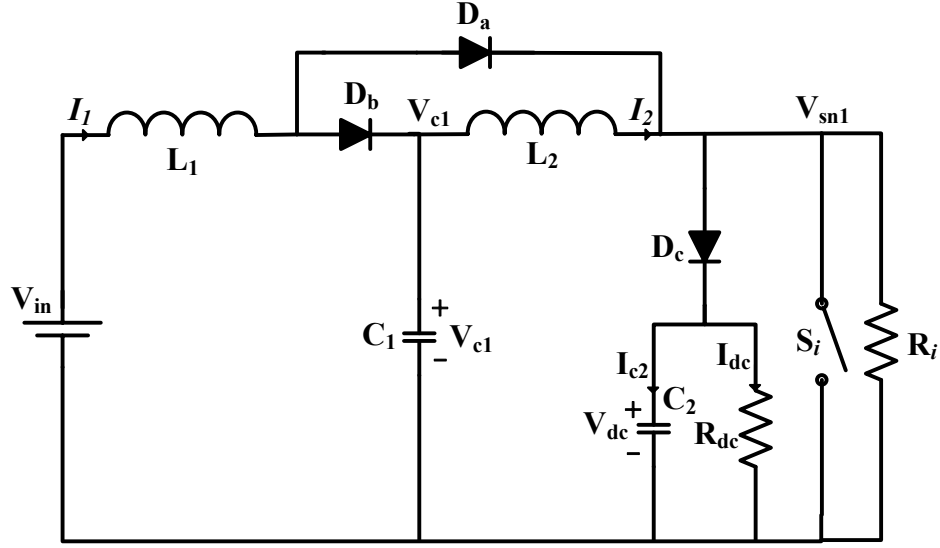 Da
I1
Db
Vc1
I2
Vsn1
L1
L2
Dc
Vin
C1
+
Vc1
-
Si
Ri
Ic2
Idc
+
C2
Vdc
-
Rdc